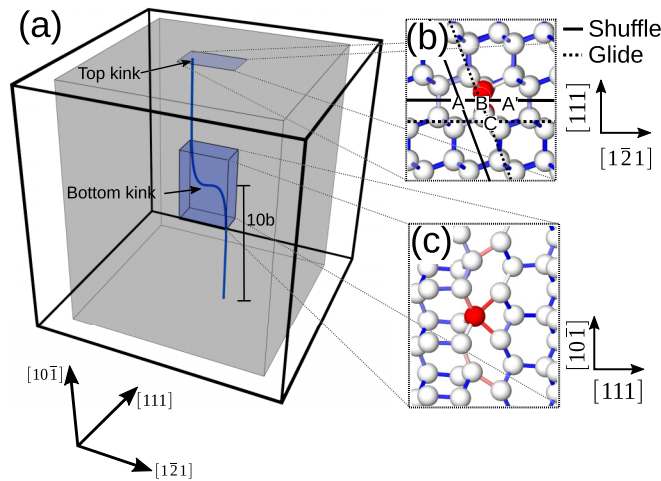 (a)
Top kink
Bottom kink
10b
[101̅]
[111]
[12̅1]
(b)
A B A'
C
Shuffle
Glide
[111]
[12̅1]
(c)
[101̅]
[111]